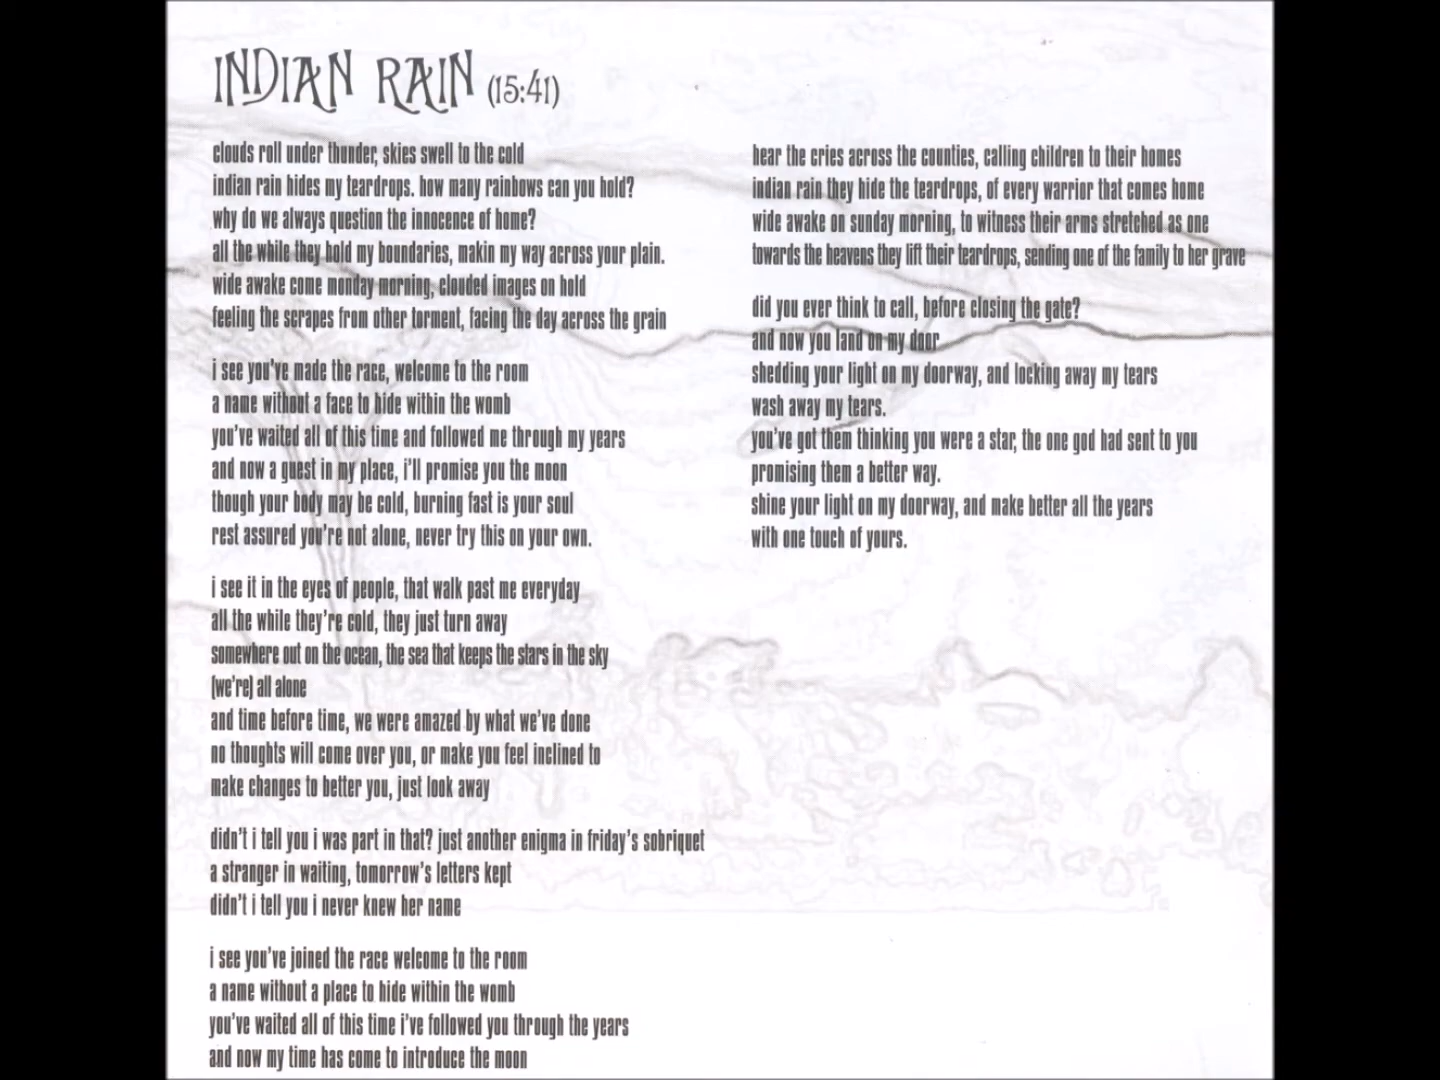 INDIAN RAIN (15:41)
clouds roll under thunder, skies swell to the cold
indian rain hides my teardrops. how many rainbows can you hold?
why do we always question the innocence of home?
all the while they hold my boundaries, makin my way across your plain.
wide awake come monday morning, clouded images on hold
feeling the scrapes from other torment, facing the day across the grain
i see you've made the race, welcome to the room
a name without a face to hide within the womb
you've waited all of this time and followed me through my years
and now a guest in my place, i'll promise you the moon
though your body may be cold, burning fast is your soul
rest assured you're not alone, never try this on your own.
i see it in the eyes of people, that walk past me everyday
all the while they're cold, they just turn away
somewhere out on the ocean, the sea that keeps the stars in the sky
(we're) all alone
and time before time, we were amazed by what we've done
no thoughts will come over you, or make you feel inclined to
make changes to better you, just look away
didn't i tell you i was part in that? just another enigma in friday's sobriquet
a stranger in waiting, tomorrow's letters kept
didn't i tell you i never knew her name
i see you've joined the race welcome to the room
a name without a place to hide within the womb
you've waited all of this time i've followed you through the years
and now my time has come to introduce the moon
hear the cries across the counties, calling children to their homes
indian rain they hide the teardrops, of every warrior that comes home
wide awake on sunday morning, to witness their arms stretched as one
towards the heavens they lift their teardrops, sending one of the family to her grave
did you ever think to call, before closing the gate?
and now you land on my door
shedding your light on my doorway, and locking away my tears
wash away my tears.
you've got them thinking you were a star, the one god had sent to you
promising them a better way.
shine your light on my doorway, and make better all the years
with one touch of yours.